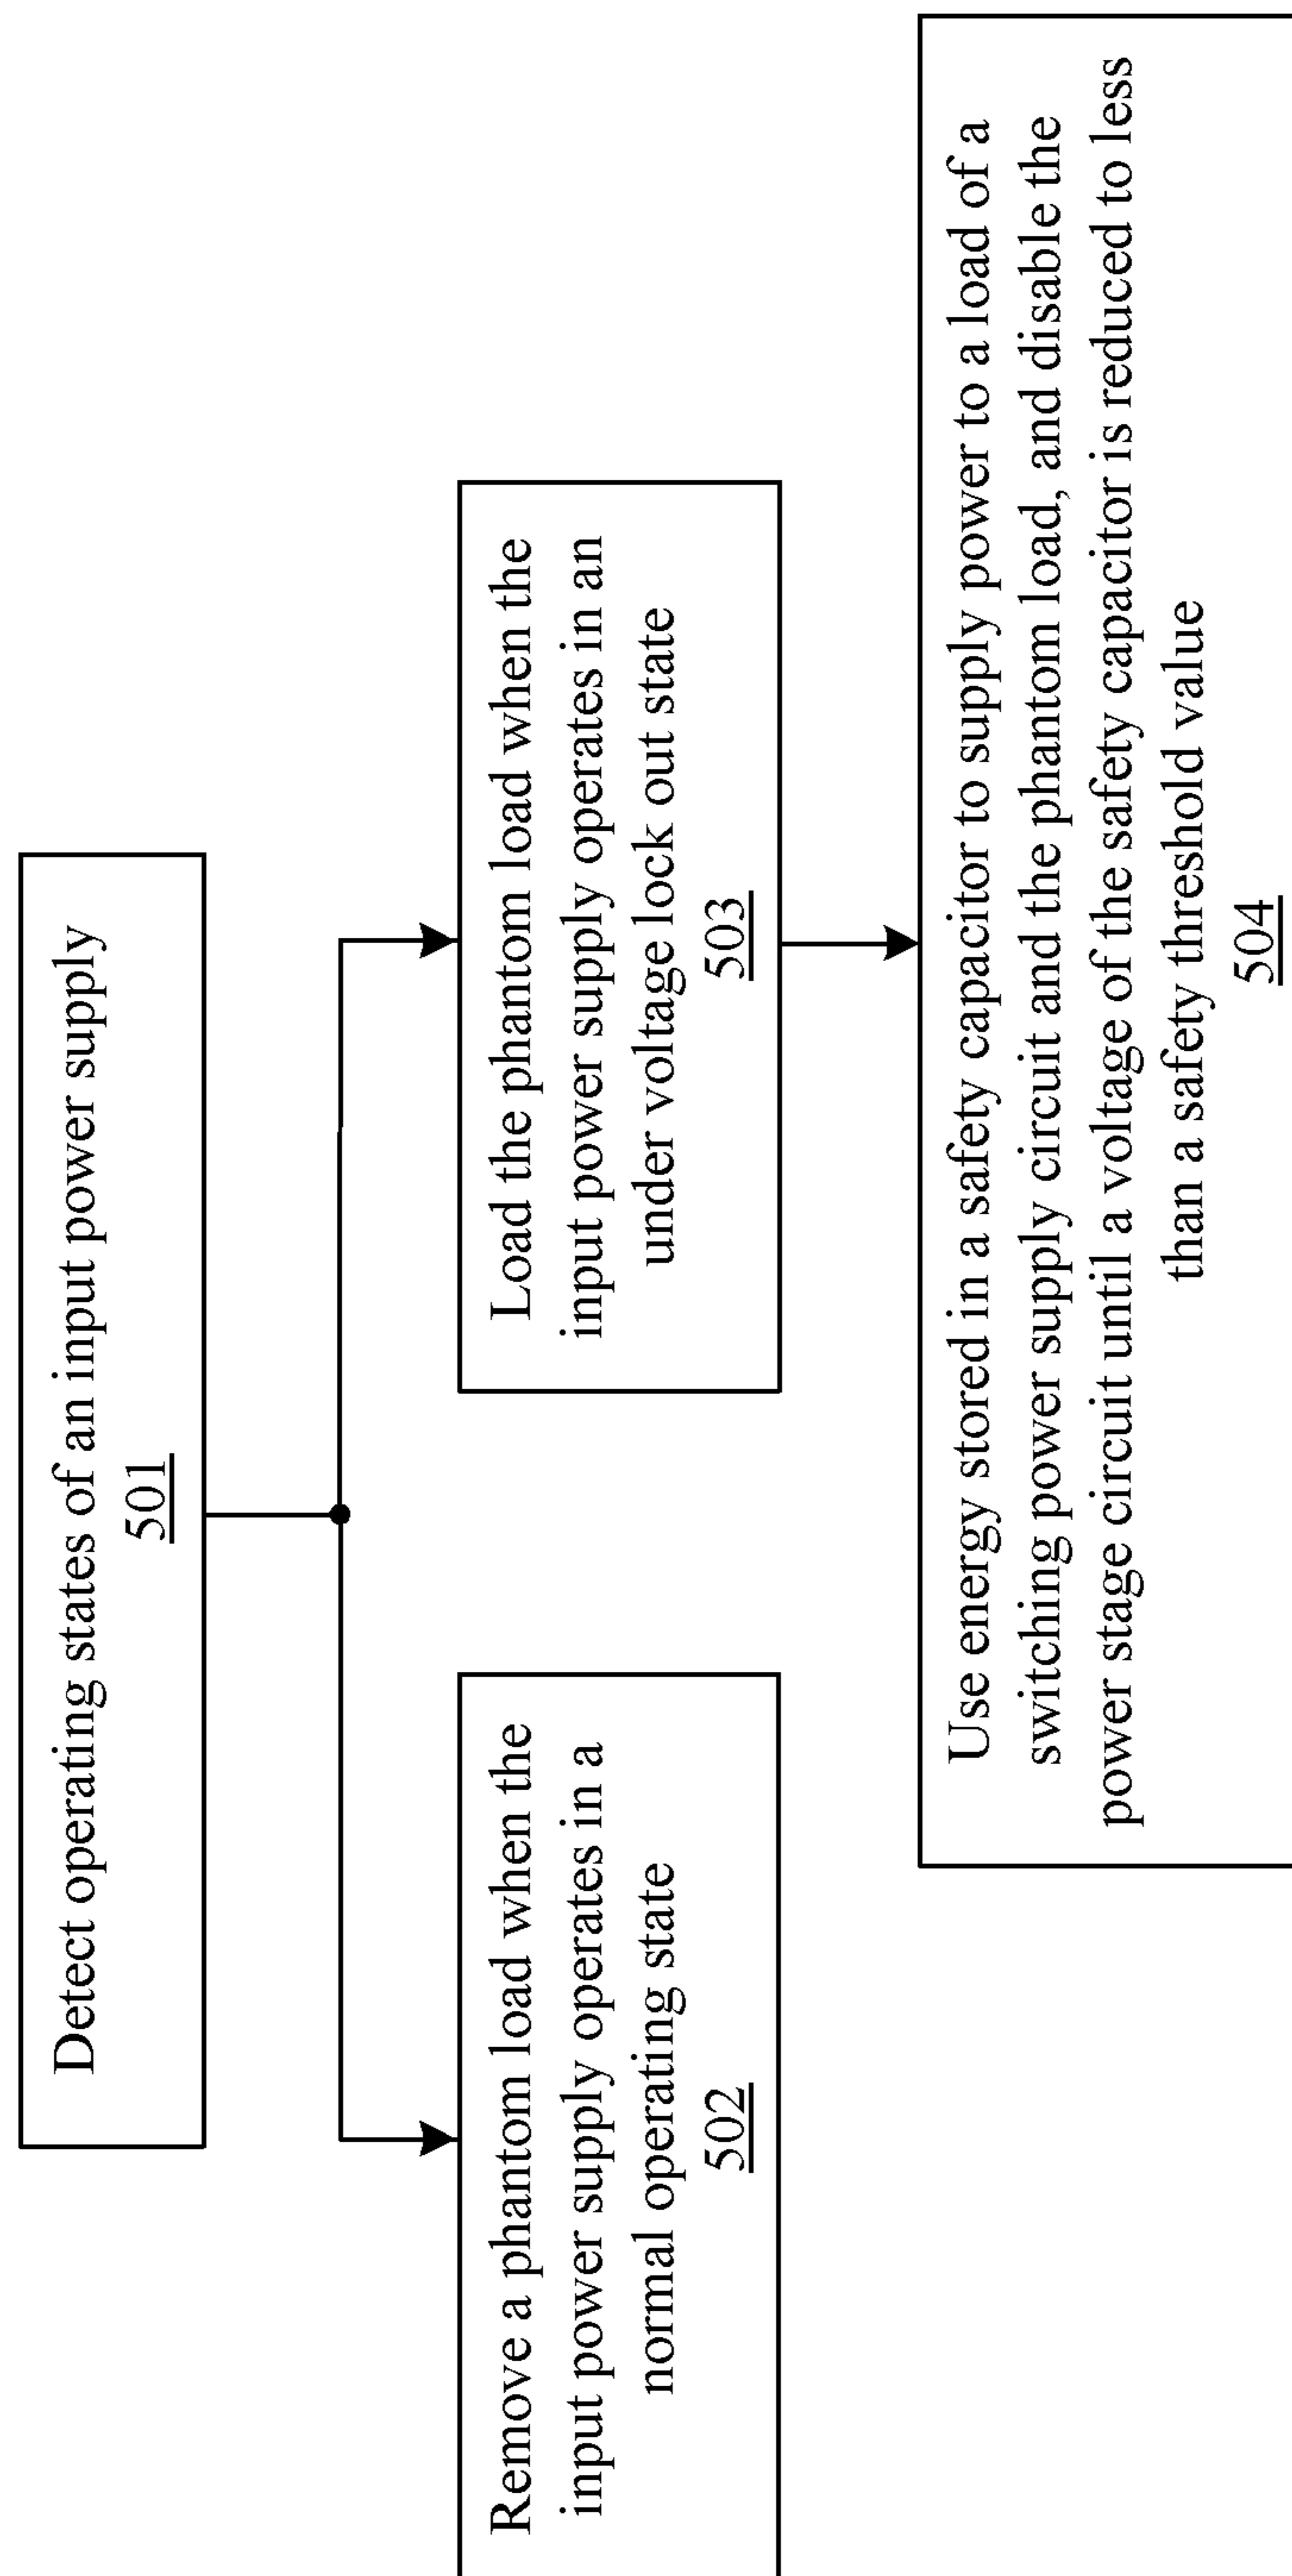 Detect operating states of an input power supply
501
Remove a phantom load when the
input power supply operates in a
normal operating state
502
Load the phantom load when the
input power supply operates in an
under voltage lock out state
503
Use energy stored in a safety capacitor to supply power to a load of a
switching power supply circuit and the phantom load, and disable the
power stage circuit until a voltage of the safety capacitor is reduced to less
than a safety threshold value
504